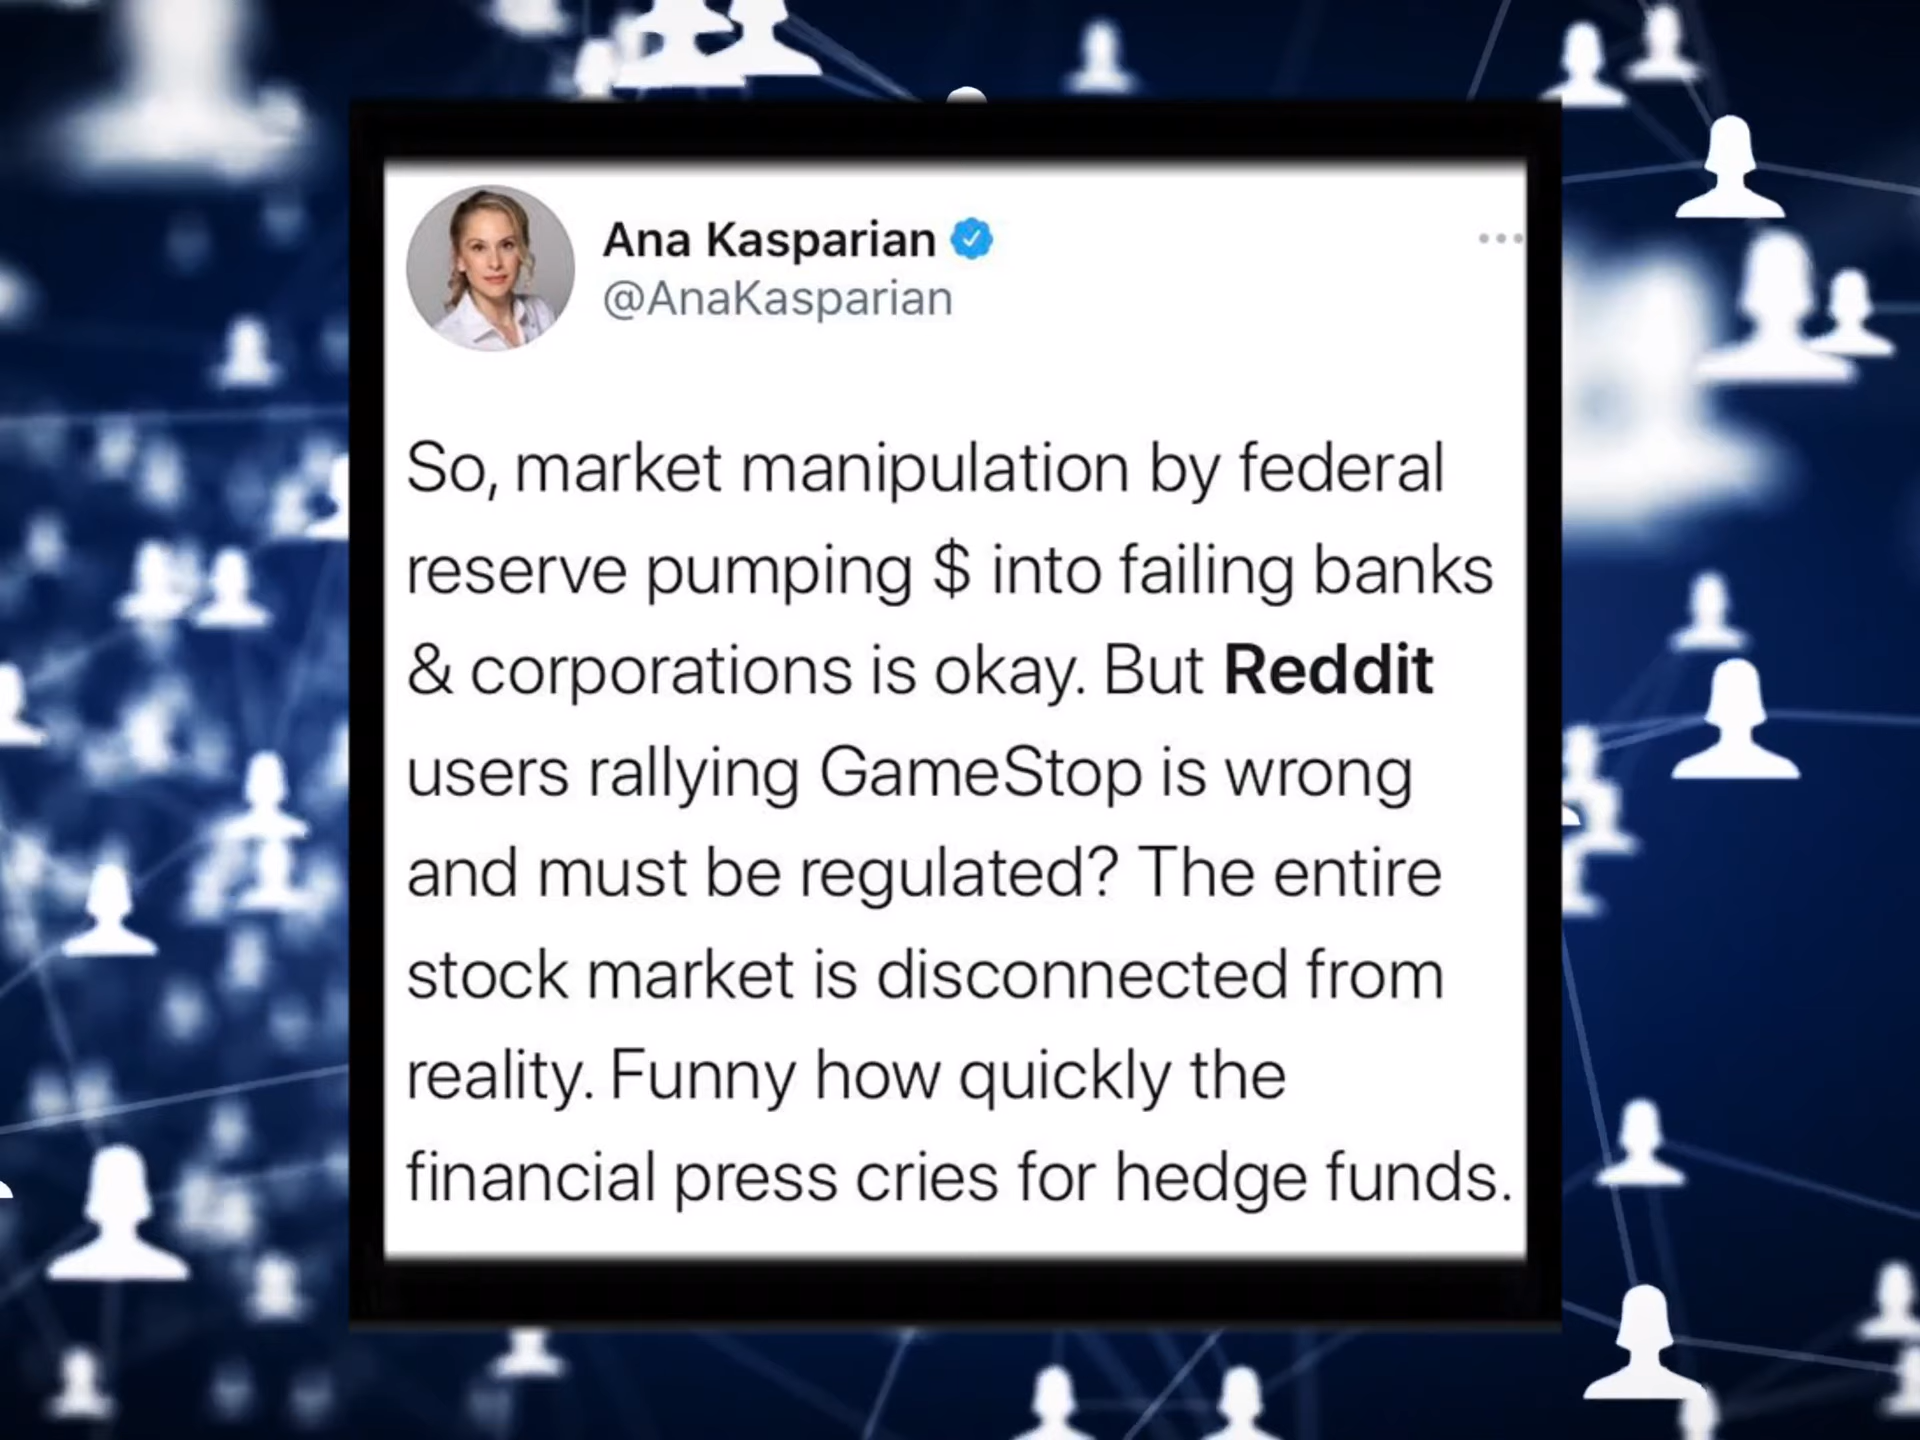 Ana Kasparian
@AnaKasparian
So, market manipulation by federal
reserve pumping $ into failing banks
& corporations is okay. But Reddit
users rallying GameStop is wrong
and must be regulated? The entire
stock market is disconnected from
reality. Funny how quickly the
financial press cries for hedge funds.